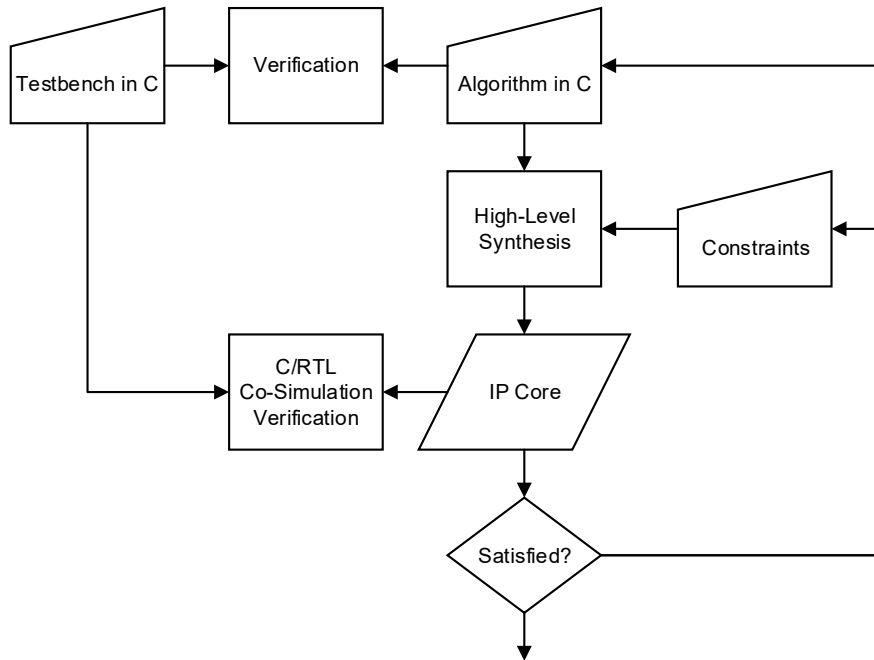 Testbench in C
Verification
Algorithm in C
High-Level
Synthesis
Constraints
C/RTL
Co-Simulation
Verification
IP Core
Satisfied?